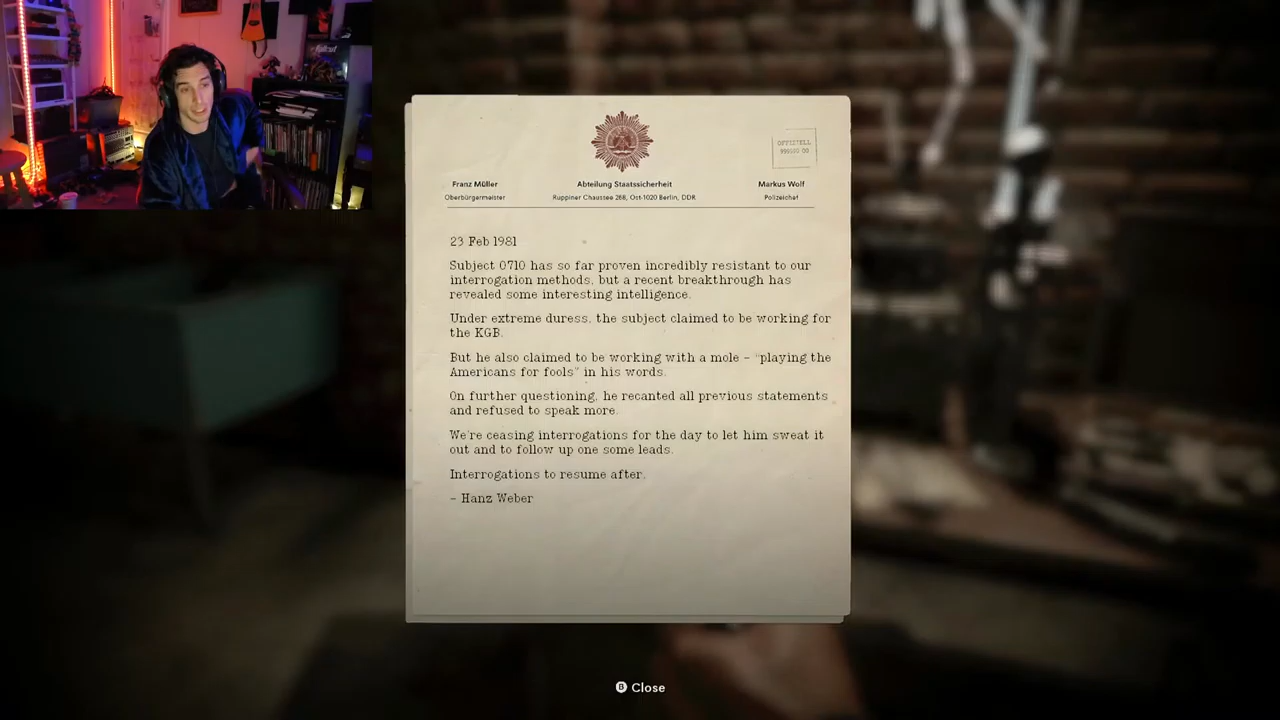 OFFIZIELL
Franz Müller
Abteilung Staatssicherheit
Markus Wolf
Oberbürgermeister
Ruppiner Chaussee 268, Ost-1020 Berlin, DDR
Polizeichef
23 Feb 1981
Subject 0710 has so far proven incredibly resistant to our
interrogation methods, but a recent breakthrough has
revealed some interesting intelligence.
Under extreme duress, the subject claimed to be working for
the KGB.
But he also claimed to be working with a mole – "playing the
Americans for fools" in his words.
On further questioning, he recanted all previous statements
and refused to speak more.
We're ceasing interrogations for the day to let him sweat it
out and to follow up one some leads.
Interrogations to resume after.
– Hanz Weber
B Close